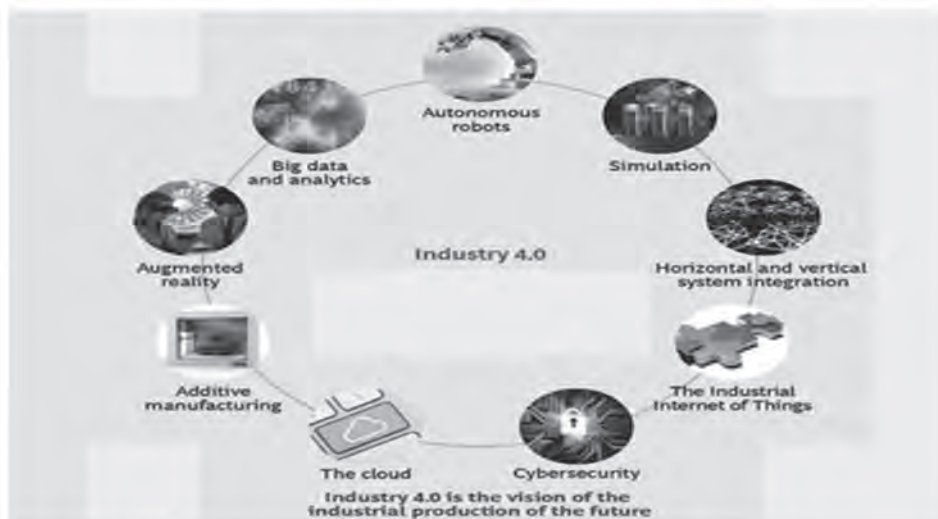 Autonomous
robots
Big data
and analytics
Simulation
Augmented
reality
Industry 4.0
Horizontal and vertical
system integration
Additive
manufacturing
The Industrial
Internet of Things
The cloud
Cybersecurity
Industry 4.0 is the vision of the
industrial production of the future